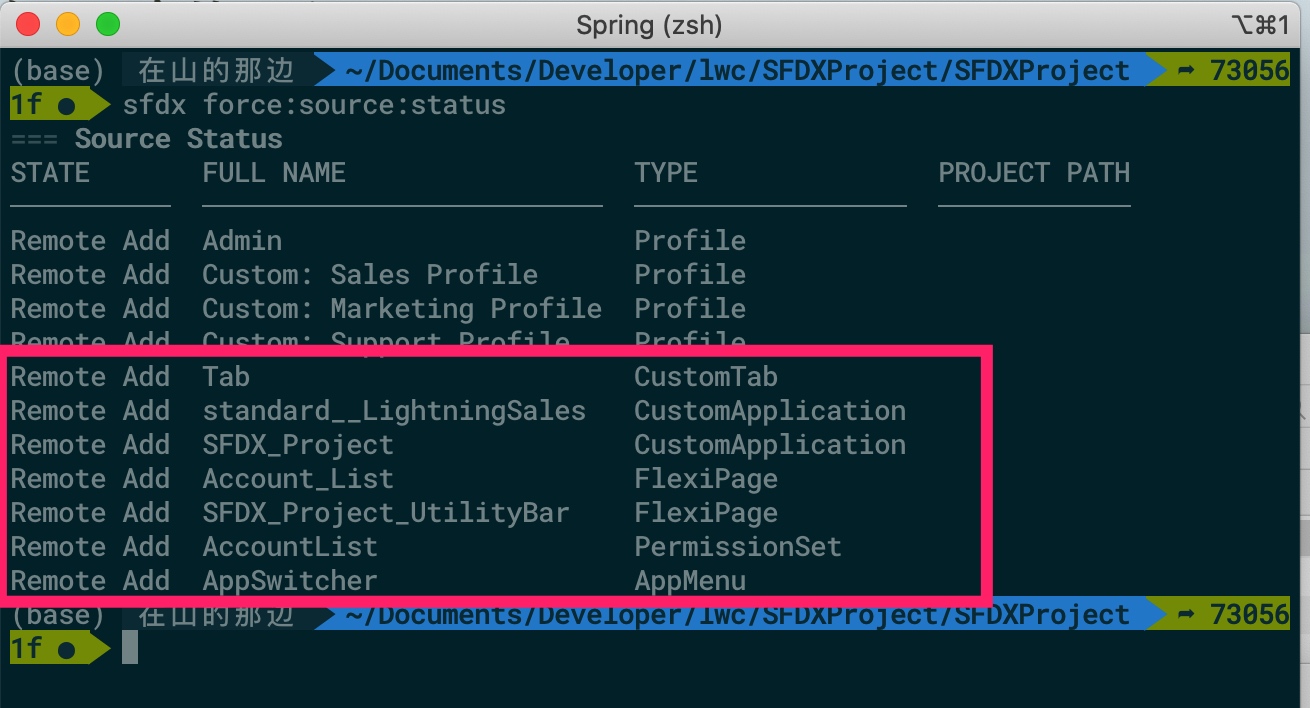 Spring (zsh) ⌥⌘1
(base) 在山的那边 ~/Documents/Developer/lwc/SFDXProject/SFDXProject ➦ 73056
1f ● sfdx force:source:status
=== Source Status
STATE FULL NAME TYPE PROJECT PATH
Remote Add Admin Profile
Remote Add Custom: Sales Profile Profile
Remote Add Custom: Marketing Profile Profile
Remote Add Custom: Support Profile Profile
Remote Add Tab CustomTab
Remote Add standard__LightningSales CustomApplication
Remote Add SFDX_Project CustomApplication
Remote Add Account_List FlexiPage
Remote Add SFDX_Project_UtilityBar FlexiPage
Remote Add AccountList PermissionSet
Remote Add AppSwitcher AppMenu
(base) 在山的那边 ~/Documents/Developer/lwc/SFDXProject/SFDXProject ➦ 73056
1f ●